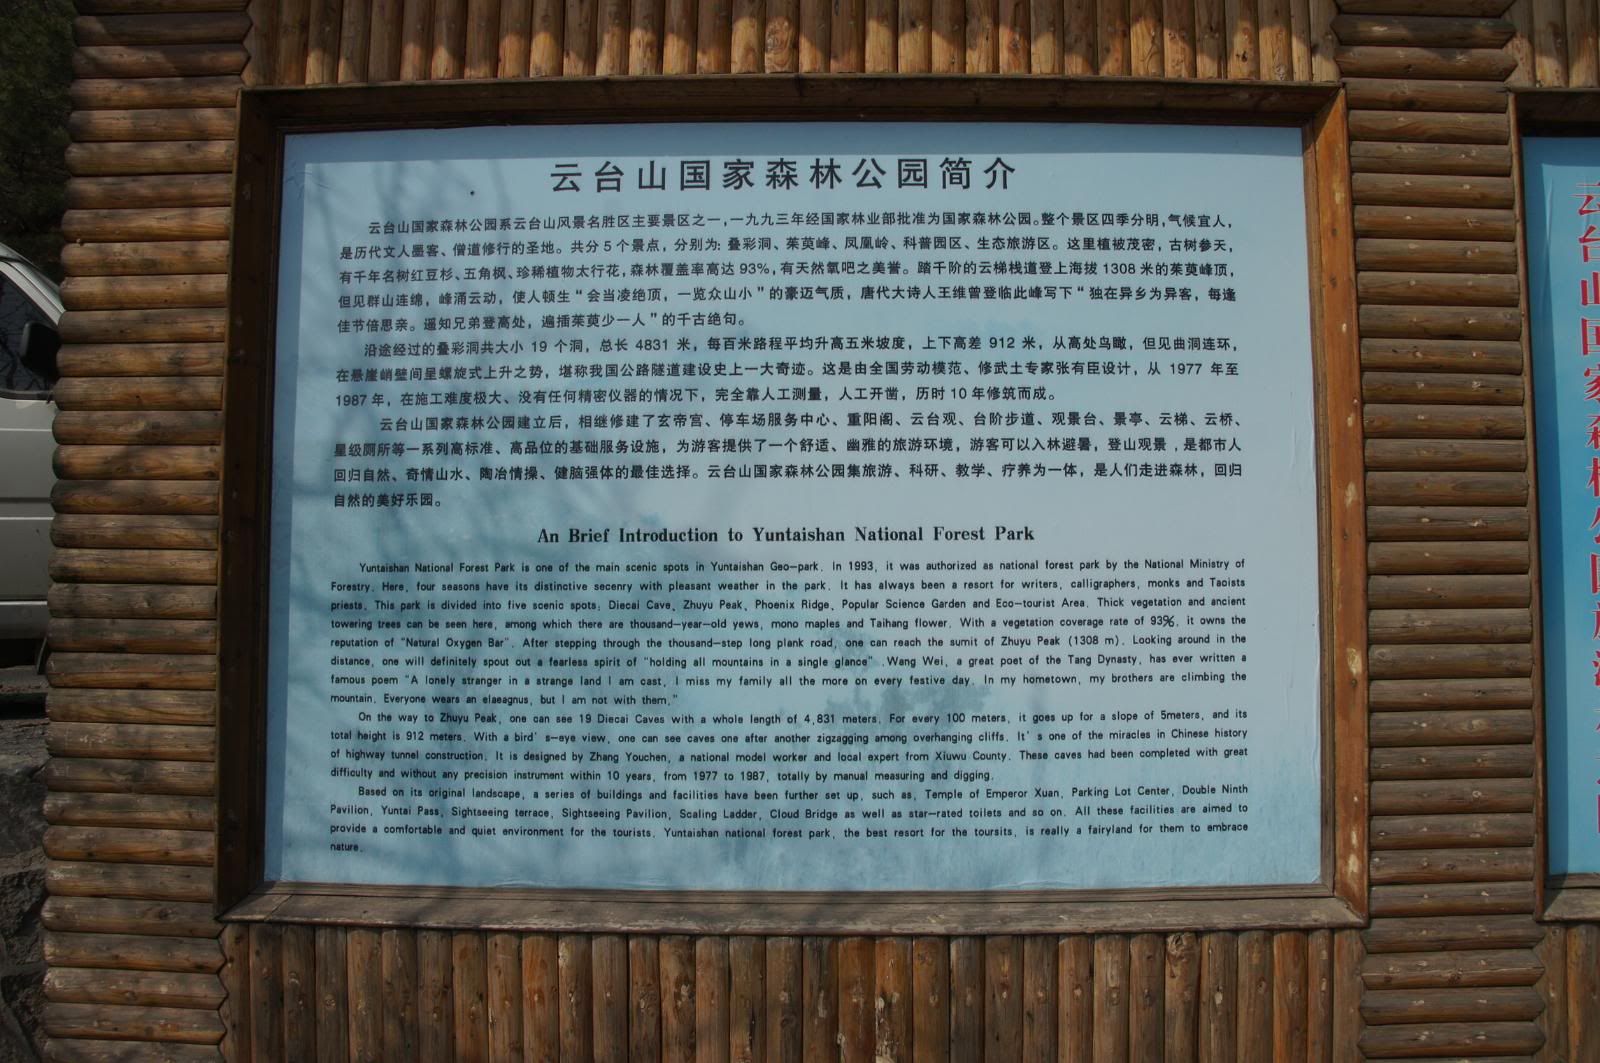 云台山国家森林公园简介
云台山国家森林公园系云台山风景名胜区主要景区之一,一九九三年经国家林业部批准为国家森林公园。整个景区四季分明,气候宜人,
是历代文人墨客、僧道修行的圣地。共分5个景点，分别为: 叠彩洞、茱萸峰、凤凰岭、科普园区、生态旅游区。这里植被茂密，古树参天，
有千年名树红豆杉、五角枫、珍稀植物太行花，森林覆盖率高达 93%，有天然氧吧之美誉。踏千阶的云梯栈道登上海拔 1308 米的茱萸峰顶，
但见群山连绵，峰涌云动，使人顿生“会当凌绝顶，一览众山小”的豪迈气质，唐代大诗人王维曾登临此峰写下“独在异乡为异客，每逢
佳节倍思亲。遥知兄弟登高处，遍插茱萸少一人”的千古绝句。
沿途经过的叠彩洞共大小 19 个洞，总长 4831 米，每百米路程平均升高五米坡度，上下高差 912 米，从高处鸟瞰，但见曲洞连环，
在悬崖峭壁间呈螺旋式上升之势，堪称我国公路隧道建设史上一大奇迹。这是由全国劳动模范、修武土专家张有臣设计，从 1977 年至
1987年，在施工难度极大、没有任何精密仪器的情况下，完全靠人工测量，人工开凿，历时10年修筑而成。
云台山国家森林公园建立后，相继修建了玄帝宫、停车场服务中心、重阳阁、云台观、台阶步道、观景台、景亭、云梯、云桥、
星级厕所等一系列高标准、高品位的基础服务设施，为游客提供了一个舒适、幽雅的旅游环境，游客可以入林避暑，登山观景，是都市人
回归自然、奇情山水、陶冶情操、健脑强体的最佳选择。云台山国家森林公园集旅游、科研、教学、疗养为一体，是人们走进森林，回归
自然的美好乐园。
An Brief Introduction to Yuntaishan National Forest Park
Yuntaishan National Forest Park is one of the main scenic spots in Yuntaishan Geo-park. In 1993, it was authorized as national forest park by the National Ministry of
Forestry. Here, four seasons have its distinctive secenry with pleasant weather in the park. It has always been a resort for writers, calligraphers, monks and Taoists
priests. This park is divided into five scenic spots: Diecai Cave, Zhuyu Peak, Phoenix Ridge, Popular Science Garden and Eco-tourist Area. Thick vegetation and ancient
towering trees can be seen here, among which there are thousand-year-old yews, mono maples and Taihang flower. With a vegetation coverage rate of 93%, it owns the
reputation of "Natural Oxygen Bar". After stepping through the thousand-step long plank road, one can reach the sumit of Zhuyu Peak (1308 m). Looking around in the
distance, one will definitely spout out a fearless spirit of "holding all mountains in a single glance" .Wang Wei, a great poet of the Tang Dynasty, has ever written a
famous poem "A lonely stranger in a strange land I am cast, I miss my family all the more on every festive day. In my hometown, my brothers are climbing the
mountain. Everyone wears an elaeagnus, but I am not with them."
On the way to Zhuyu Peak, one can see 19 Diecai Caves with a whole length of 4,831 meters. For every 100 meters, it goes up for a slope of 5meters, and its
total height is 912 meters. With a bird' s-eye view, one can see caves one after another zigzagging among overhanging cliffs. It' s one of the miracles in Chinese history
of highway tunnel construction. It is designed by Zhang Youchen, a national model worker and local expert from Xiuwu County. These caves had been completed with great
difficulty and without any precision instrument within 10 years, from 1977 to 1987, totally by manual measuring and digging.
Based on its original landscape, a series of buildings and facilities have been further set up, such as, Temple of Emperor Xuan, Parking Lot Center, Double Ninth
Pavilion, Yuntai Pass, Sightseeing terrace, Sightseeing Pavilion, Scaling Ladder, Cloud Bridge as well as star-rated toilets and so on. All these facilities are aimed to
provide a comfortable and quiet environment for the tourists. Yuntaishan national forest park, the best resort for the toursits, is really a fairyland for them to embrace
nature.
云台山国家森林公园旅